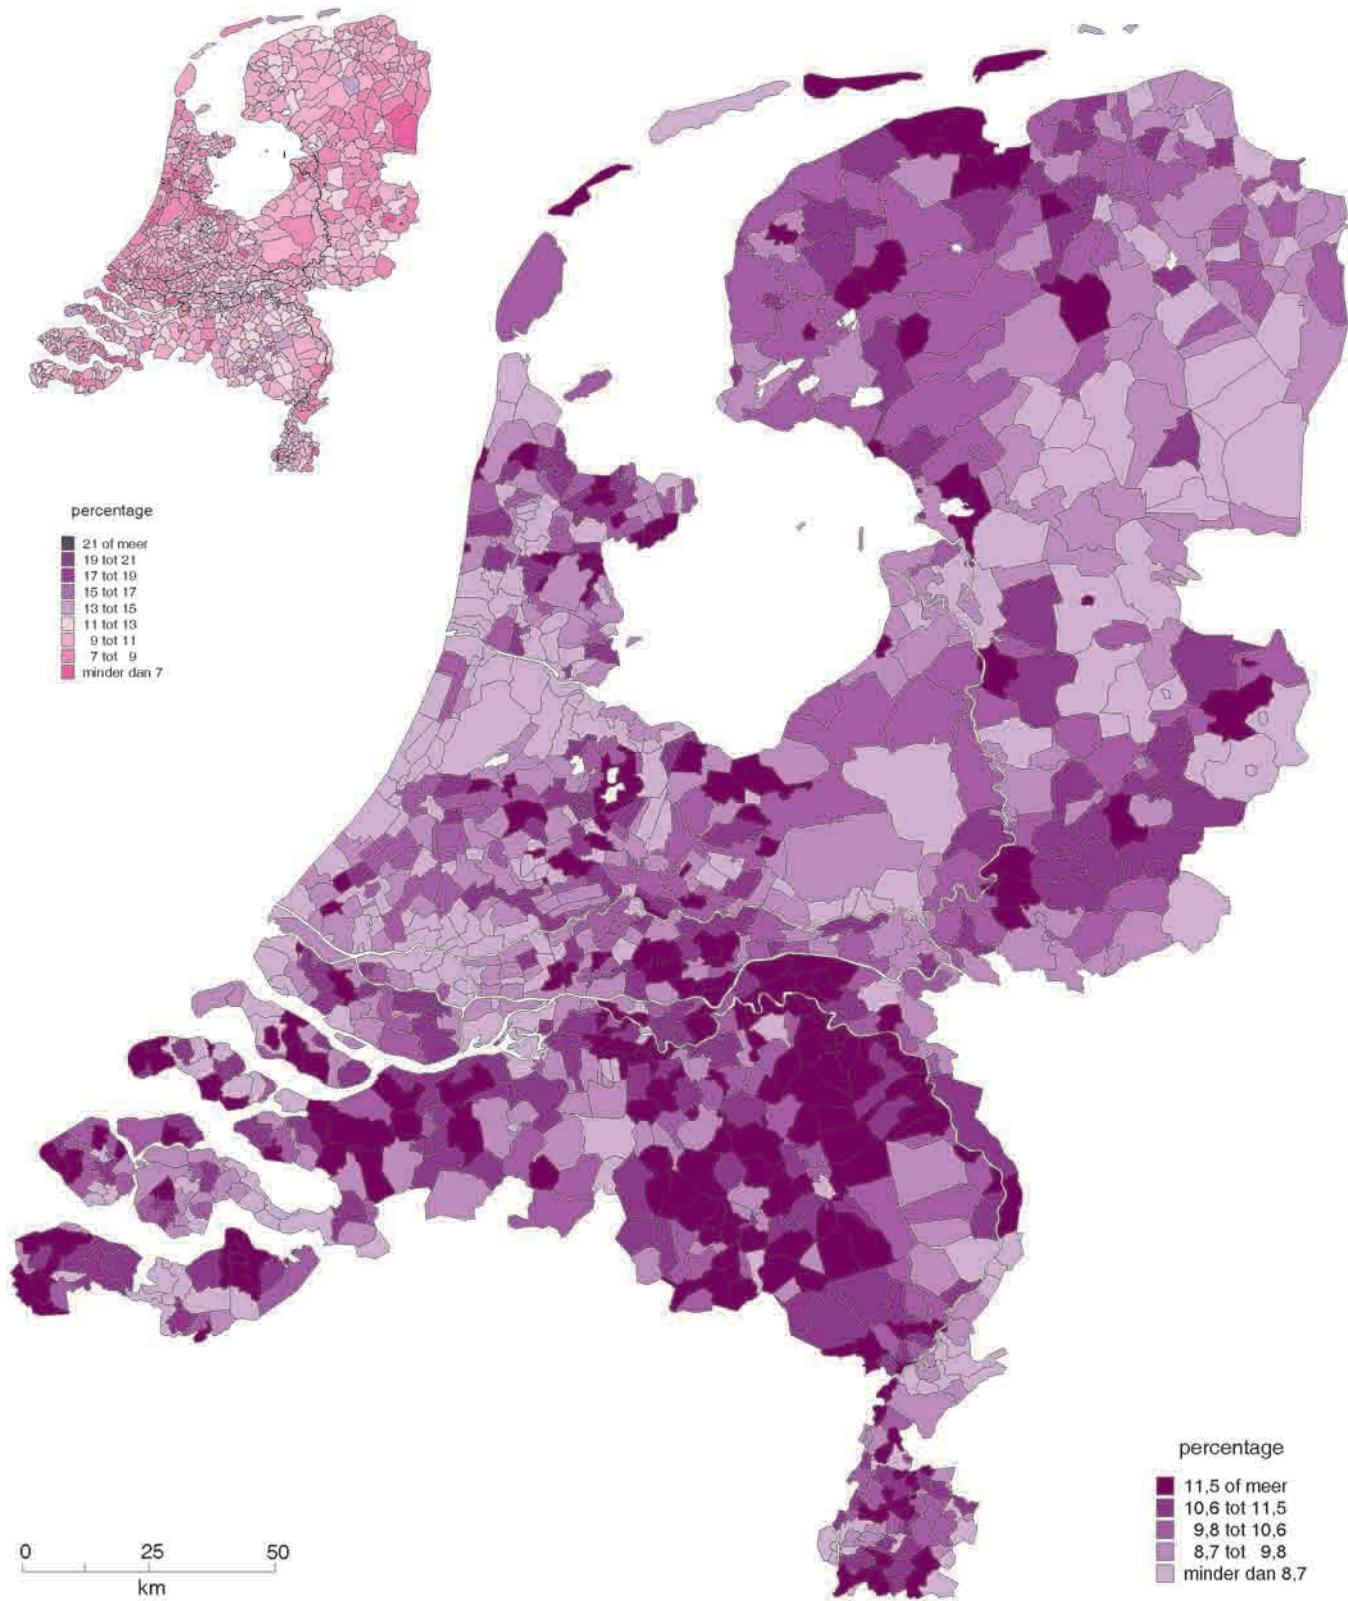 percentage
21 of meer
19 tot 21
17 tot 19
15 tot 17
13 tot 15
11 tot 13
9 tot 11
7 tot 9
minder dan 7
percentage
11,5 of meer
10,6 tot 11,5
9,8 tot 10,6
8,7 tot 9,8
minder dan 8,7
0 25 50
km